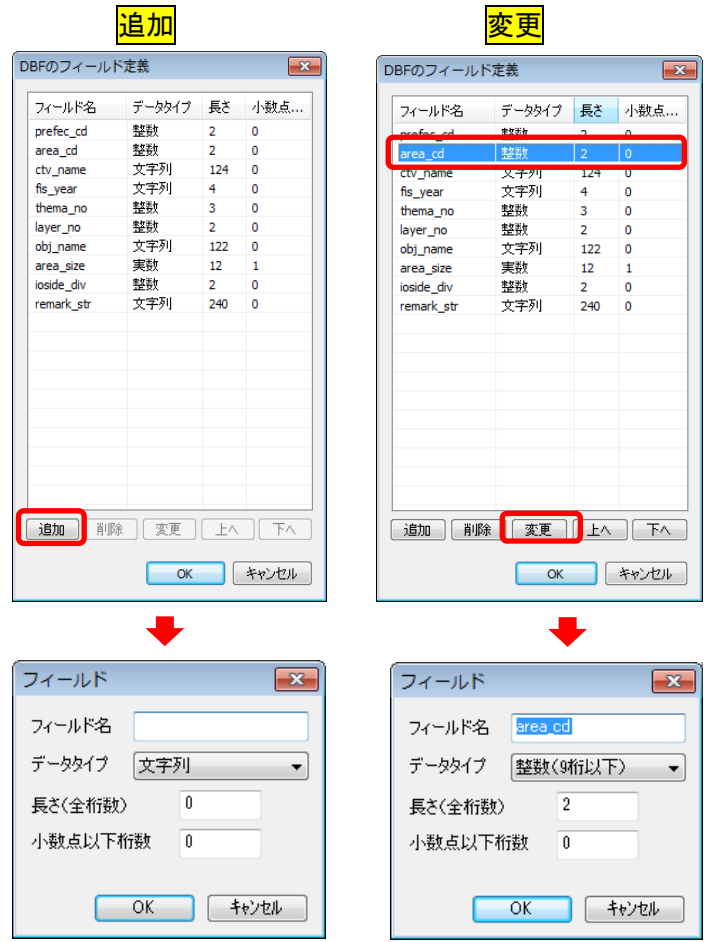 追加
DBFのフィールド定義
フィールド名 データタイプ 長さ 小数点...
prefec_cd 整数 2 0
area_cd 整数 2 0
ctv_name 文字列 124 0
fis_year 文字列 4 0
thema_no 整数 3 0
layer_no 整数 2 0
obj_name 文字列 122 0
area_size 実数 12 1
ioside_div 整数 2 0
remark_str 文字列 240 0
追加 削除 変更 上へ 下へ
OK キャンセル
フィールド
フィールド名
データタイプ 文字列
長さ(全桁数) 0
小数点以下桁数 0
OK キャンセル
変更
DBFのフィールド定義
フィールド名 データタイプ 長さ 小数点...
prefec_cd 整数 2 0
area_cd 整数 2 0
ctv_name 文字列 124 0
fis_year 文字列 4 0
thema_no 整数 3 0
layer_no 整数 2 0
obj_name 文字列 122 0
area_size 実数 12 1
ioside_div 整数 2 0
remark_str 文字列 240 0
追加 削除 変更 上へ 下へ
OK キャンセル
フィールド
フィールド名 area_cd
データタイプ 整数(9桁以下)
長さ(全桁数) 2
小数点以下桁数 0
OK キャンセル